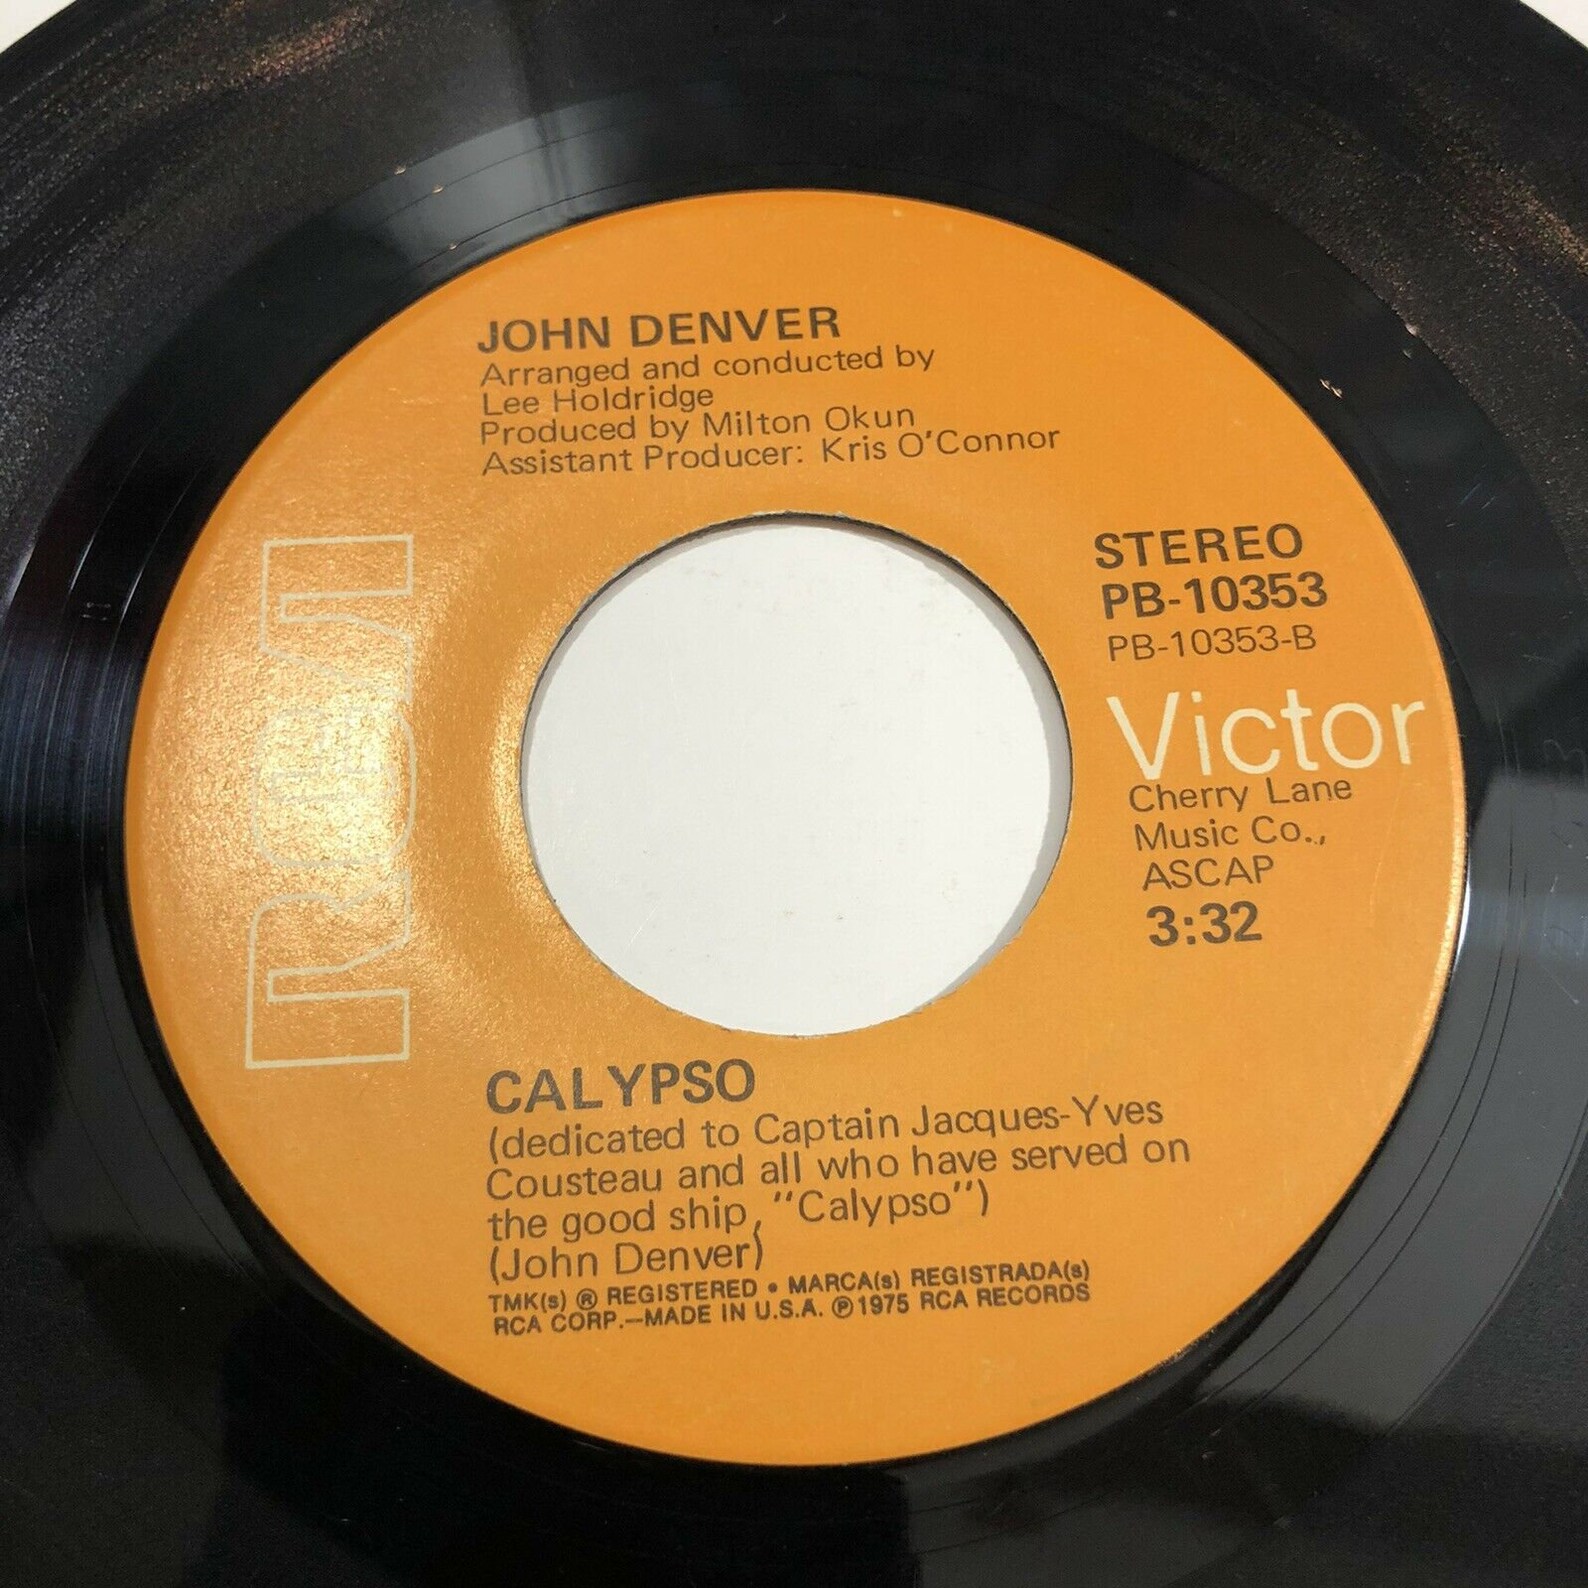 JOHN DENVER
Arranged and conducted by
Lee Holdridge
Produced by Milton Okun
Assistant Producer: Kris O'Connor
RCA
STEREO
PB-10353
PB-10353-B
Victor
Cherry Lane
Music Co.,
ASCAP
3:32
CALYPSO
(dedicated to Captain Jacques-Yves
Cousteau and all who have served on
the good ship, "Calypso")
(John Denver)
TMK(s) ® REGISTERED • MARCA(s) REGISTRADA(s)
RCA CORP.—MADE IN U.S.A. ℗1975 RCA RECORDS